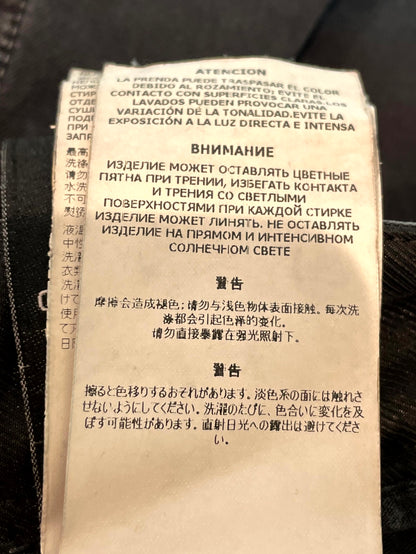 ATENCION
LA PRENDA PUEDE TRASPASAR EL COLOR
DEBIDO AL ROZAMIENTO; EVITE EL
CONTACTO CON SUPERFICIES CLARAS.LOS
LAVADOS PUEDEN PROVOCAR UNA
VARIACIÓN DE LA TONALIDAD.EVITE LA
EXPOSICIÓN A LA LUZ DIRECTA E INTENSA
ВНИМАНИЕ
ИЗДЕЛИЕ МОЖЕТ ОСТАВЛЯТЬ ЦВЕТНЫЕ
ПЯТНА ПРИ ТРЕНИИ, ИЗБЕГАТЬ КОНТАКТА
И ТРЕНИЯ СО СВЕТЛЫМИ
ПОВЕРХНОСТЯМИ ПРИ КАЖДОЙ СТИРКЕ
ИЗДЕЛИЕ МОЖЕТ ЛИНЯТЬ. НЕ ОСТАВЛЯТЬ
ИЗДЕЛИЕ НА ПРЯМОМ И ИНТЕНСИВНОМ
СОЛНЕЧНОМ СВЕТЕ
警告
摩擦会造成褪色；请勿与浅色物体表面接触。每次洗
涤都会引起色泽的变化。
请勿直接暴露在强光照射下。
警告
擦ると色移りするおそれがあります。淡色系の面には触れさ
せないようにしてください。洗濯のたびに、色合いに変化を及
ぼす可能性があります。直射日光への露出は避けてくださ
い。